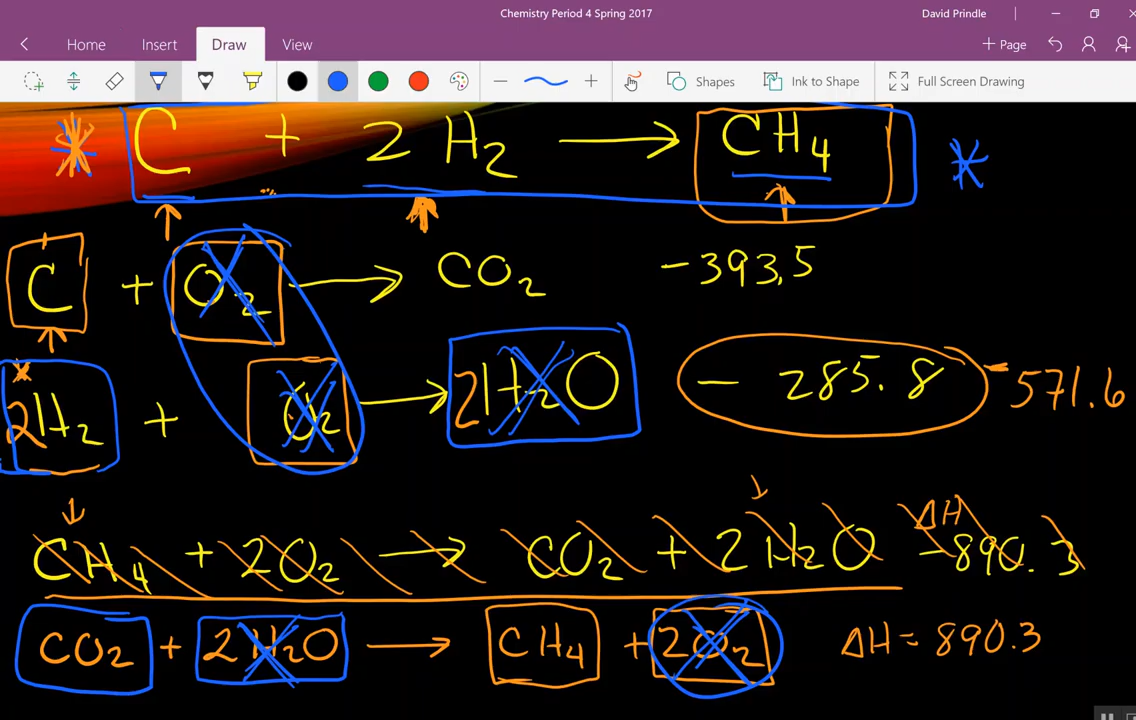 Chemistry Period 4 Spring 2017
David Prindle
Home Insert Draw View
+ Page
Shapes Ink to Shape Full Screen Drawing
C + 2 H₂ → CH₄
C + O₂ → CO₂ -393,5
2H₂ + O₂ → 2H₂O - 285.8 -571.6
ΔH
CH₄ + 2O₂ → CO₂ + 2H₂O -890.3
CO₂ + 2H₂O → CH₄ + 2O₂ ΔH = 890.3